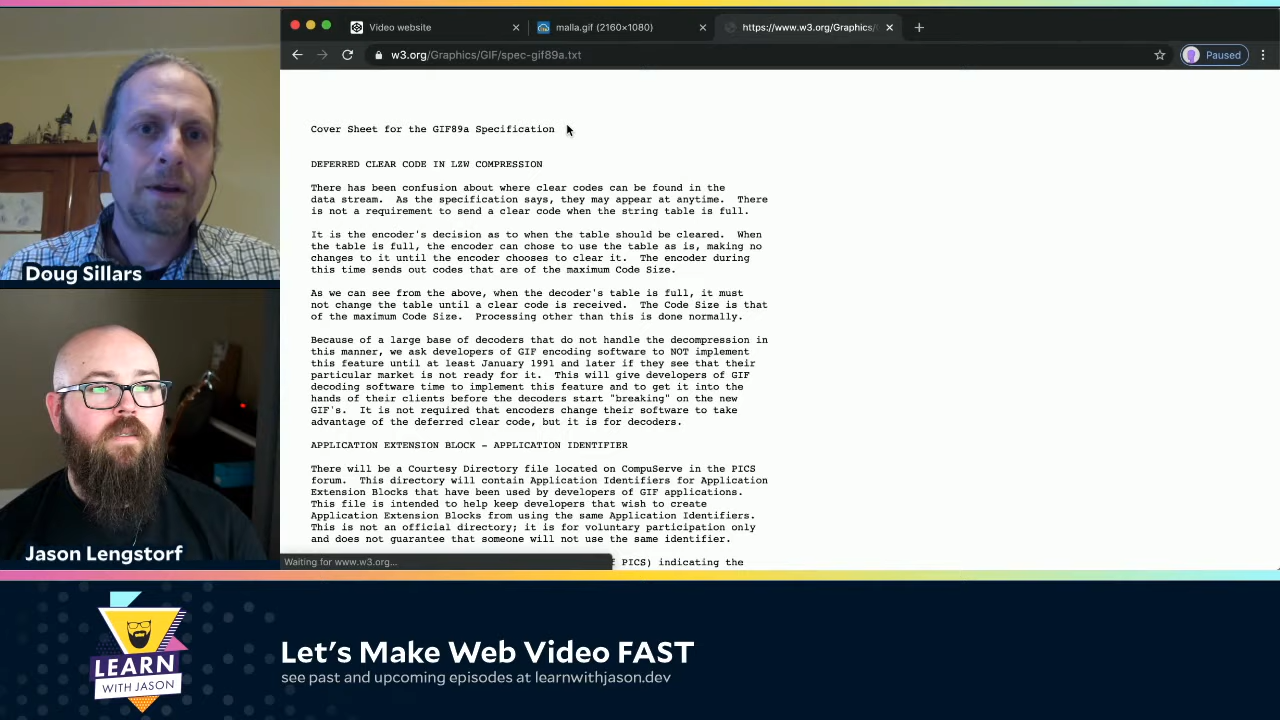 Video website
malla.gif (2160×1080)
https://www.w3.org/Graphics/
w3.org/Graphics/GIF/spec-gif89a.txt
Paused
Cover Sheet for the GIF89a Specification
DEFERRED CLEAR CODE IN LZW COMPRESSION
There has been confusion about where clear codes can be found in the
data stream.  As the specification says, they may appear at anytime.  There
is not a requirement to send a clear code when the string table is full.
It is the encoder's decision as to when the table should be cleared.  When
the table is full, the encoder can chose to use the table as is, making no
changes to it until the encoder chooses to clear it.  The encoder during
this time sends out codes that are of the maximum Code Size.
As we can see from the above, when the decoder's table is full, it must
not change the table until a clear code is received.  The Code Size is that
of the maximum Code Size.  Processing other than this is done normally.
Because of a large base of decoders that do not handle the decompression in
this manner, we ask developers of GIF encoding software to NOT implement
this feature until at least January 1991 and later if they see that their
particular market is not ready for it.  This will give developers of GIF
decoding software time to implement this feature and to get it into the
hands of their clients before the decoders start "breaking" on the new
GIF's.  It is not required that encoders change their software to take
advantage of the deferred clear code, but it is for decoders.
APPLICATION EXTENSION BLOCK - APPLICATION IDENTIFIER
There will be a Courtesy Directory file located on CompuServe in the PICS
forum.  This directory will contain Application Identifiers for Application
Extension Blocks that have been used by developers of GIF applications.
This file is intended to help keep developers that wish to create
Application Extension Blocks from using the same Application Identifiers.
This is not an official directory; it is for voluntary participation only
and does not guarantee that someone will not use the same identifier.
PICS) indicating the
Waiting for www.w3.org...
Doug Sillars
Jason Lengstorf
LEARN
WITH JASON
Let's Make Web Video FAST
see past and upcoming episodes at learnwithjason.dev